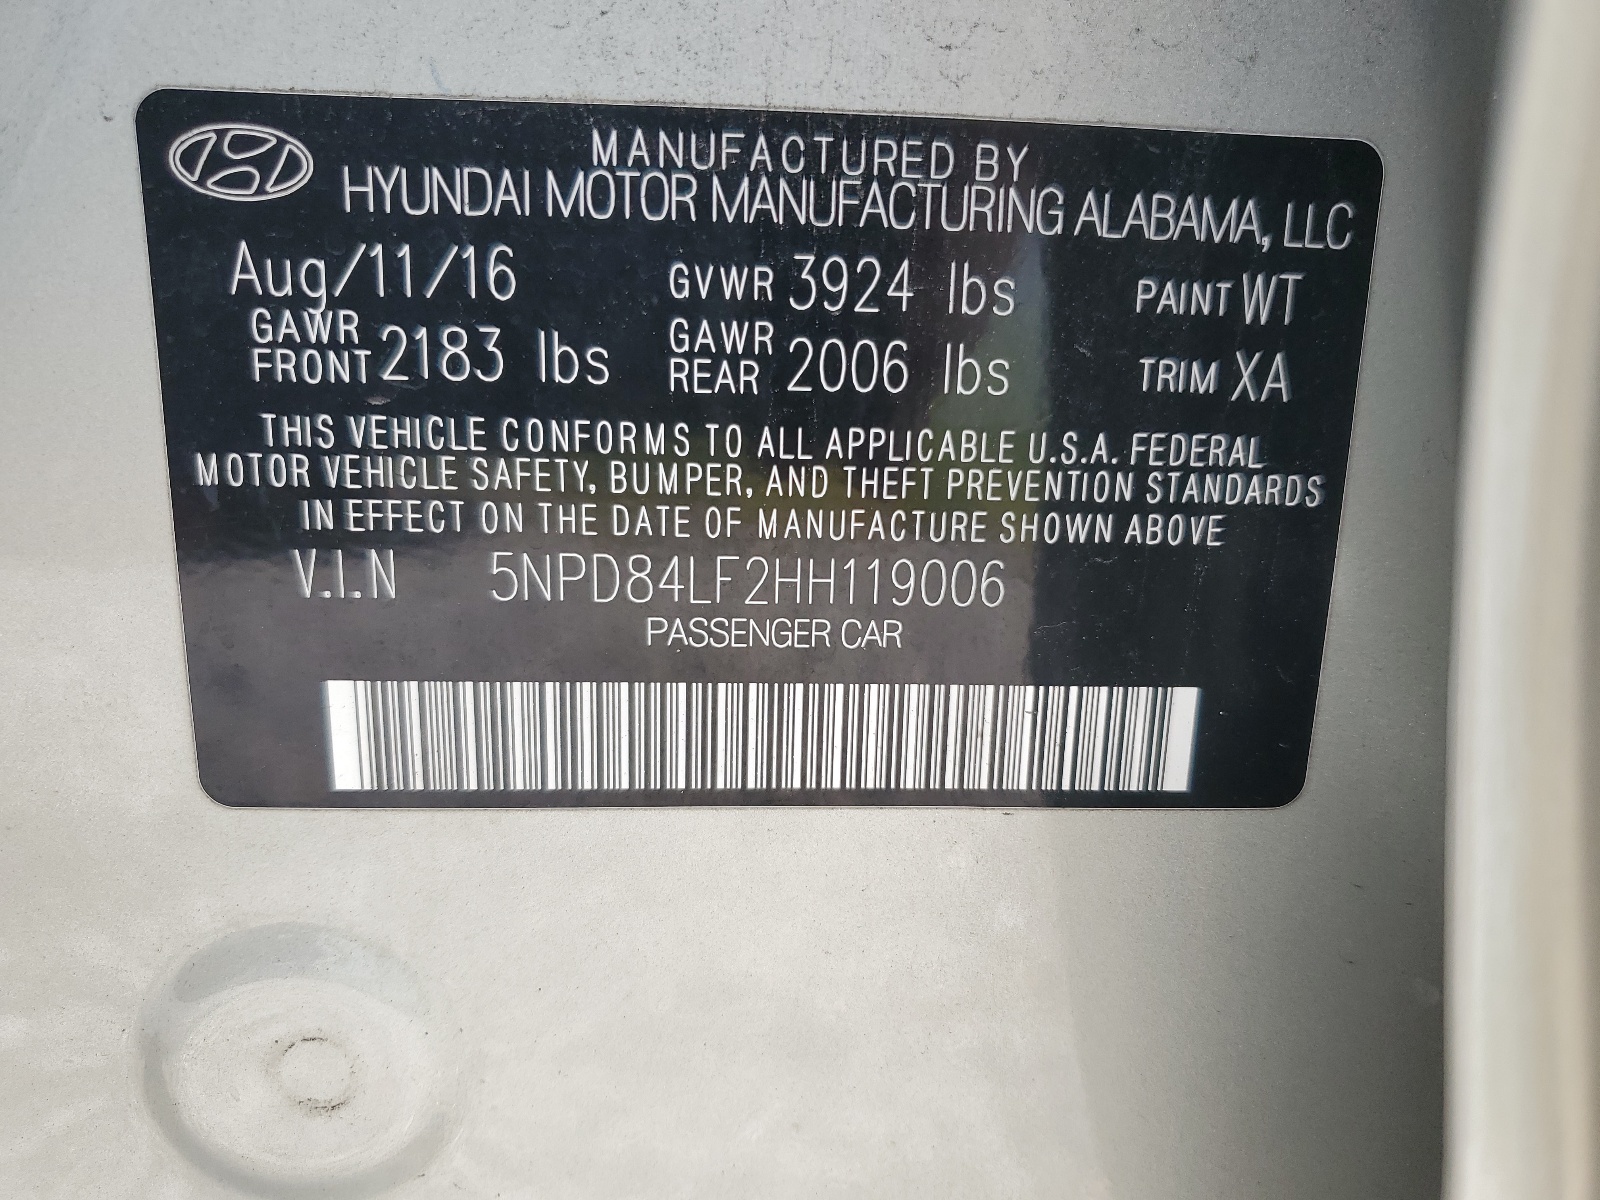 MANUFACTURED BY
HYUNDAI MOTOR MANUFACTURING ALABAMA, LLC
Aug/11/16 GVWR 3924 lbs PAINT WT
GAWR FRONT 2183 lbs GAWR REAR 2006 lbs TRIM XA
THIS VEHICLE CONFORMS TO ALL APPLICABLE U.S.A. FEDERAL
MOTOR VEHICLE SAFETY, BUMPER, AND THEFT PREVENTION STANDARDS
IN EFFECT ON THE DATE OF MANUFACTURE SHOWN ABOVE
V.I.N 5NPD84LF2HH119006
PASSENGER CAR